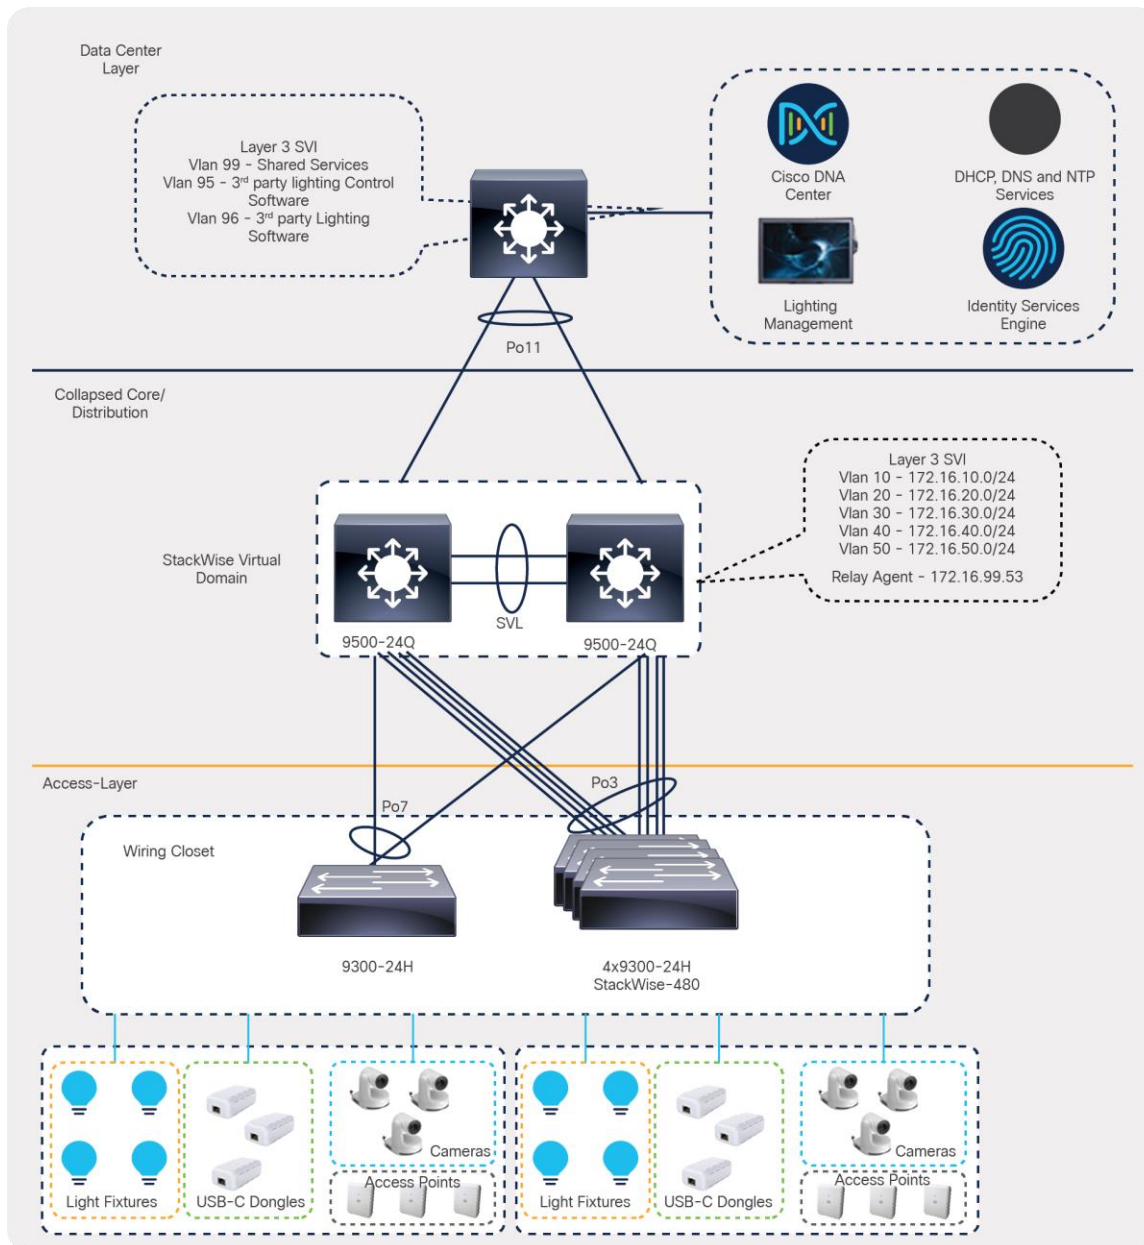 Data Center
Layer
Layer 3 SVI
Vlan 99 - Shared Services
Vlan 95 - 3rd party lighting Control
Software
Vlan 96 - 3rd party Lighting
Software
Cisco DNA
Center
DHCP, DNS and NTP
Services
Lighting
Management
Identity Services
Engine
Po11
Collapsed Core/
Distribution
Layer 3 SVI
Vlan 10 - 172.16.10.0/24
Vlan 20 - 172.16.20.0/24
Vlan 30 - 172.16.30.0/24
Vlan 40 - 172.16.40.0/24
Vlan 50 - 172.16.50.0/24
Relay Agent - 172.16.99.53
StackWise Virtual
Domain
SVL
9500-24Q
9500-24Q
Access-Layer
Po7
Po3
Wiring Closet
9300-24H
4x9300-24H
StackWise-480
Light Fixtures
USB-C Dongles
Cameras
Access Points
Light Fixtures
USB-C Dongles
Cameras
Access Points